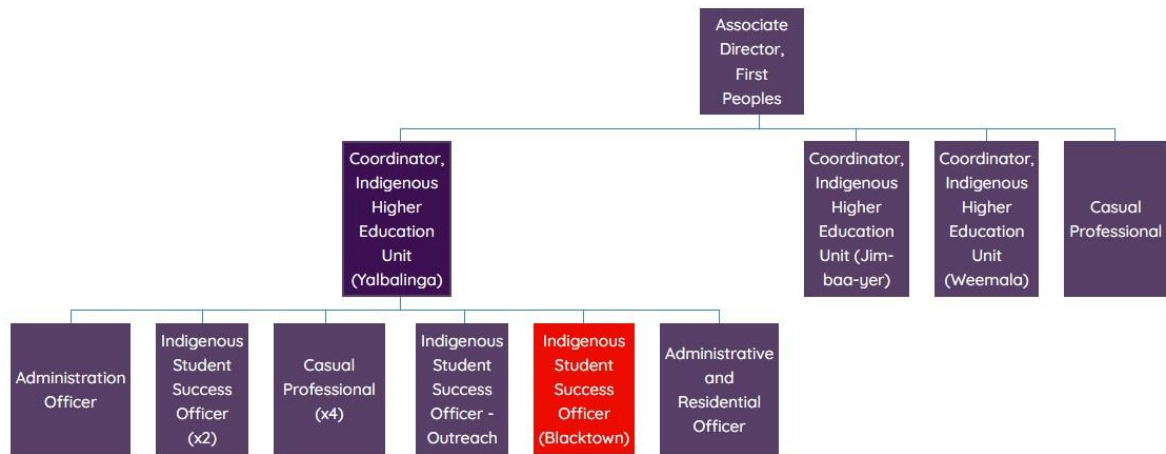 Associate
Director,
First
Peoples
Coordinator,
Indigenous
Higher
Education
Unit
(Yalbalinga)
Coordinator,
Indigenous
Higher
Education
Unit (Jim-
baa-yer)
Coordinator,
Indigenous
Higher
Education
Unit
(Weemala)
Casual
Professional
Administration
Officer
Indigenous
Student
Success
Officer
(x2)
Casual
Professional
(x4)
Indigenous
Student
Success
Officer -
Outreach
Indigenous
Student
Success
Officer
(Blacktown)
Administrative
and
Residential
Officer